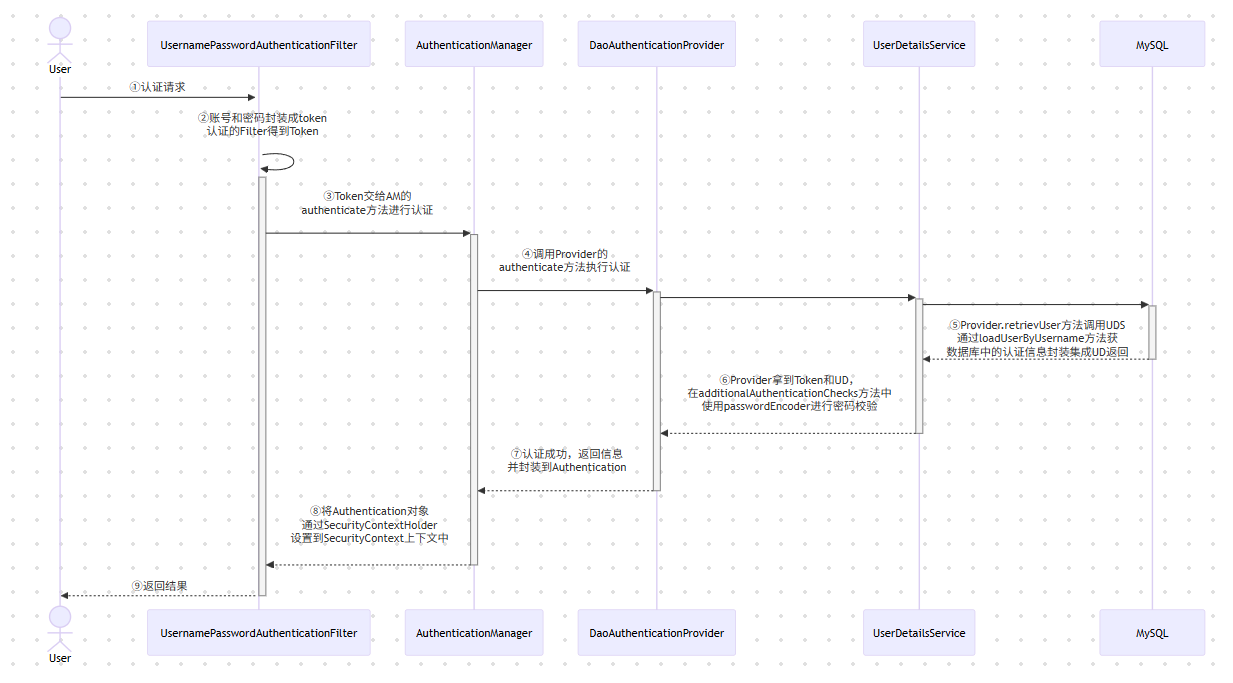 User
UsernamePasswordAuthenticationFilter
AuthenticationManager
DaoAuthenticationProvider
UserDetailsService
MySQL
①认证请求
②账号和密码封装成token
认证的Filter得到Token
③Token交给AM的
authenticate方法进行认证
④调用Provider的
authenticate方法执行认证
⑤Provider.retrievUser方法调用UDS
通过loadUserByUsername方法获
数据库中的认证信息封装集成UD返回
⑥Provider拿到Token和UD，
在additionalAuthenticationChecks方法中
使用passwordEncoder进行密码校验
⑦认证成功，返回信息
并封装到Authentication
⑧将Authentication对象
通过SecurityContextHolder
设置到SecurityContext上下文中
⑨返回结果
User
UsernamePasswordAuthenticationFilter
AuthenticationManager
DaoAuthenticationProvider
UserDetailsService
MySQL